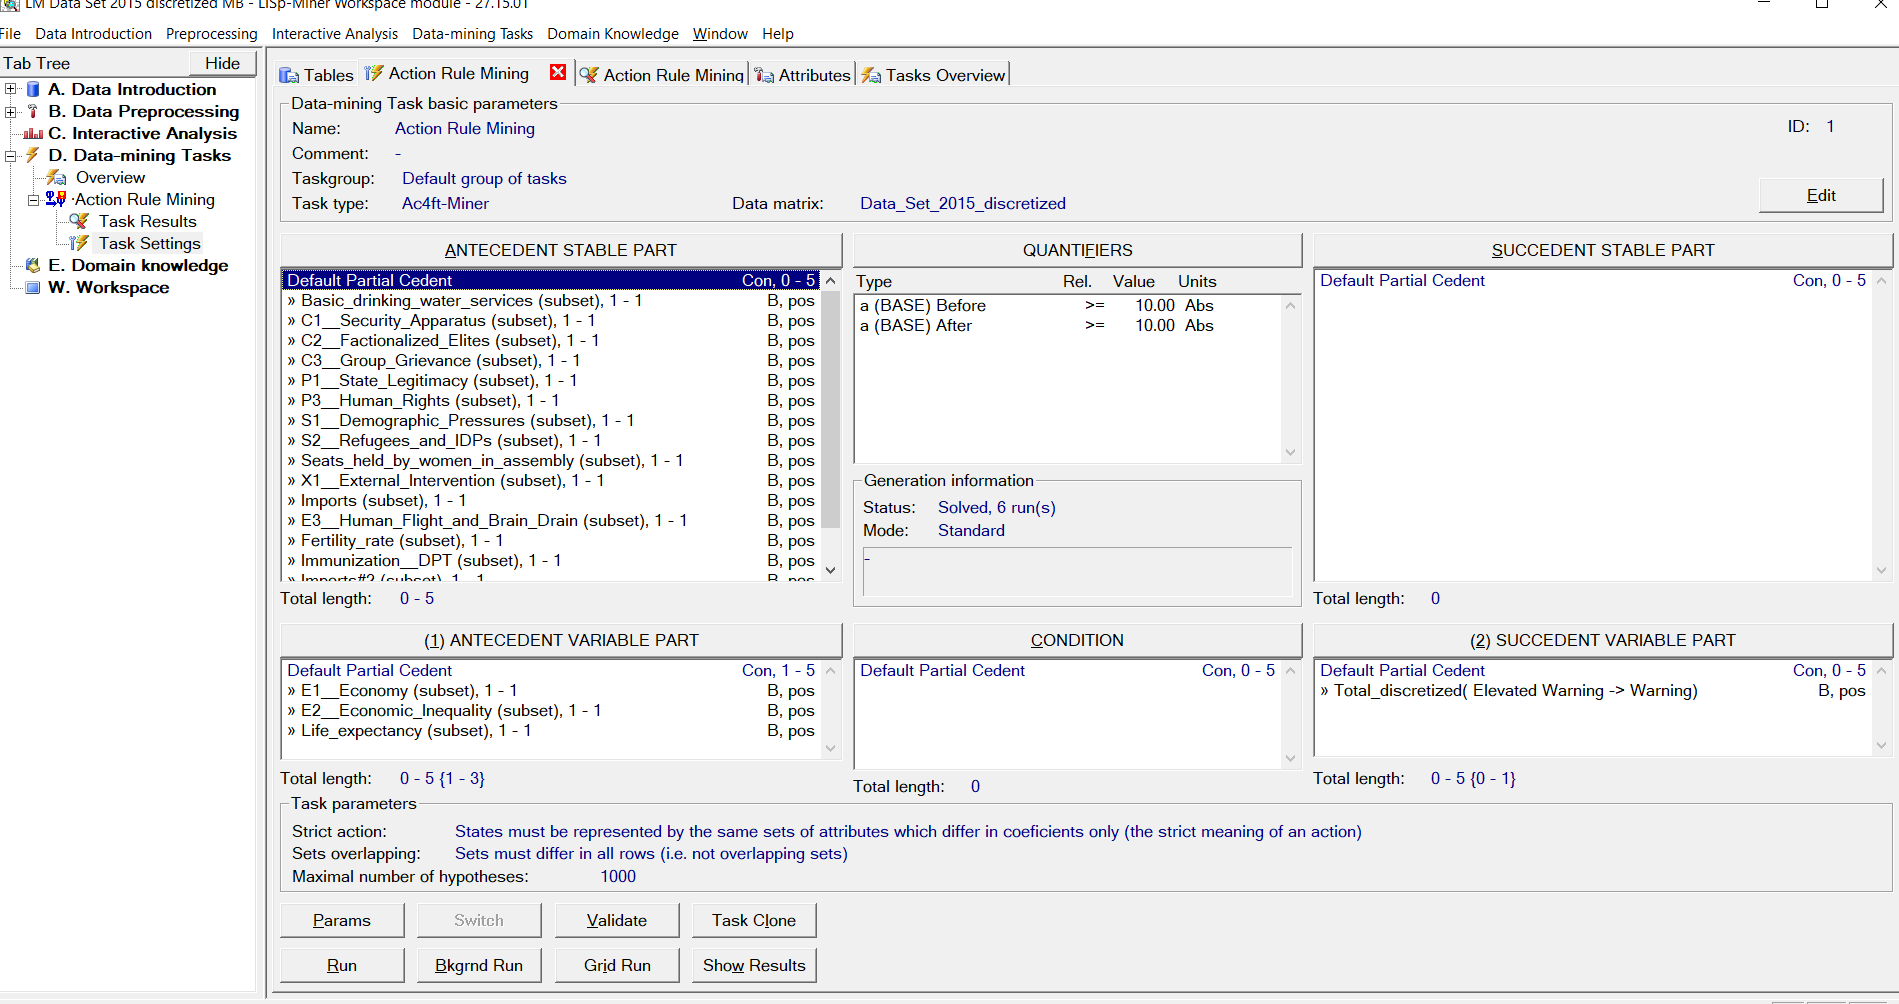 LM Data Set 2015 discretized MB - LISp-Miner Workspace module - 27.15.01
File Data Introduction Preprocessing Interactive Analysis Data-mining Tasks Domain Knowledge Window Help
Tab Tree Hide
A. Data Introduction
B. Data Preprocessing
C. Interactive Analysis
D. Data-mining Tasks
Overview
Action Rule Mining
Task Results
Task Settings
E. Domain knowledge
W. Workspace
Tables Action Rule Mining Action Rule Mining Attributes Tasks Overview
Data-mining Task basic parameters
Name: Action Rule Mining ID: 1
Comment: -
Taskgroup: Default group of tasks
Task type: Ac4ft-Miner Data matrix: Data_Set_2015_discretized Edit
ANTECEDENT STABLE PART
Default Partial Cedent Con, 0 - 5
» Basic_drinking_water_services (subset), 1 - 1 B, pos
» C1__Security_Apparatus (subset), 1 - 1 B, pos
» C2__Factionalized_Elites (subset), 1 - 1 B, pos
» C3__Group_Grievance (subset), 1 - 1 B, pos
» P1__State_Legitimacy (subset), 1 - 1 B, pos
» P3__Human_Rights (subset), 1 - 1 B, pos
» S1__Demographic_Pressures (subset), 1 - 1 B, pos
» S2__Refugees_and_IDPs (subset), 1 - 1 B, pos
» Seats_held_by_women_in_assembly (subset), 1 - 1 B, pos
» X1__External_Intervention (subset), 1 - 1 B, pos
» Imports (subset), 1 - 1 B, pos
» E3__Human_Flight_and_Brain_Drain (subset), 1 - 1 B, pos
» Fertility_rate (subset), 1 - 1 B, pos
» Immunization__DPT (subset), 1 - 1 B, pos
» Imports#2 (subset), 1 - 1 B, pos
Total length: 0 - 5
QUANTIFIERS
Type Rel. Value Units
a (BASE) Before >= 10.00 Abs
a (BASE) After >= 10.00 Abs
Generation information
Status: Solved, 6 run(s)
Mode: Standard
-
SUCCEDENT STABLE PART
Default Partial Cedent Con, 0 - 5
Total length: 0
(1) ANTECEDENT VARIABLE PART
Default Partial Cedent Con, 1 - 5
» E1__Economy (subset), 1 - 1 B, pos
» E2__Economic_Inequality (subset), 1 - 1 B, pos
» Life_expectancy (subset), 1 - 1 B, pos
Total length: 0 - 5 {1 - 3}
CONDITION
Default Partial Cedent Con, 0 - 5
Total length: 0
(2) SUCCEDENT VARIABLE PART
Default Partial Cedent Con, 0 - 5
» Total_discretized( Elevated Warning -> Warning) B, pos
Total length: 0 - 5 {0 - 1}
Task parameters
Strict action: States must be represented by the same sets of attributes which differ in coeficients only (the strict meaning of an action)
Sets overlapping: Sets must differ in all rows (i.e. not overlapping sets)
Maximal number of hypotheses: 1000
Params Switch Validate Task Clone
Run Bkgrnd Run Grid Run Show Results